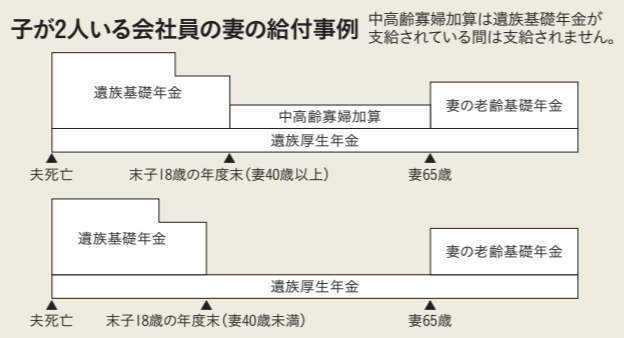 子が2人いる会社員の妻の給付事例
中高齢寡婦加算は遺族基礎年金が
支給されている間は支給されません。
遺族基礎年金
中高齢寡婦加算
妻の老齢基礎年金
遺族厚生年金
▲ ▲ ▲
夫死亡 末子18歳の年度末(妻40歳以上) 妻65歳
遺族基礎年金
妻の老齢基礎年金
遺族厚生年金
▲ ▲ ▲
夫死亡 末子18歳の年度末(妻40歳未満) 妻65歳